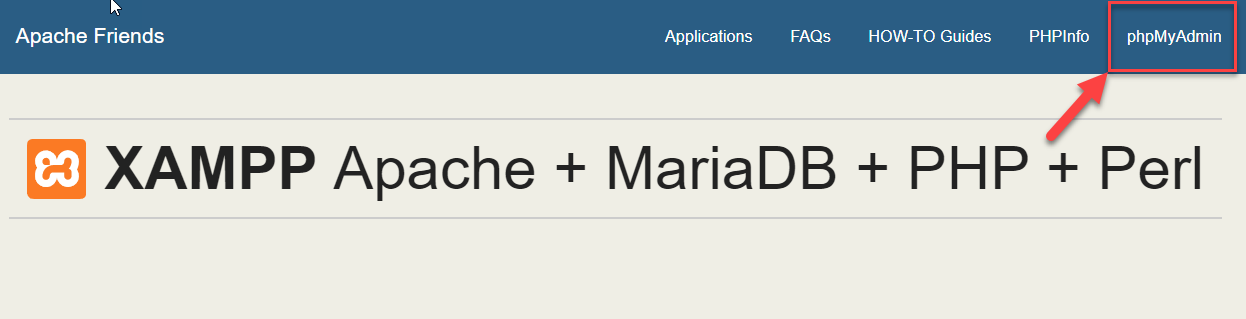 Apache Friends Applications FAQs HOW-TO Guides PHPInfo phpMyAdmin
XAMPP Apache + MariaDB + PHP + Perl